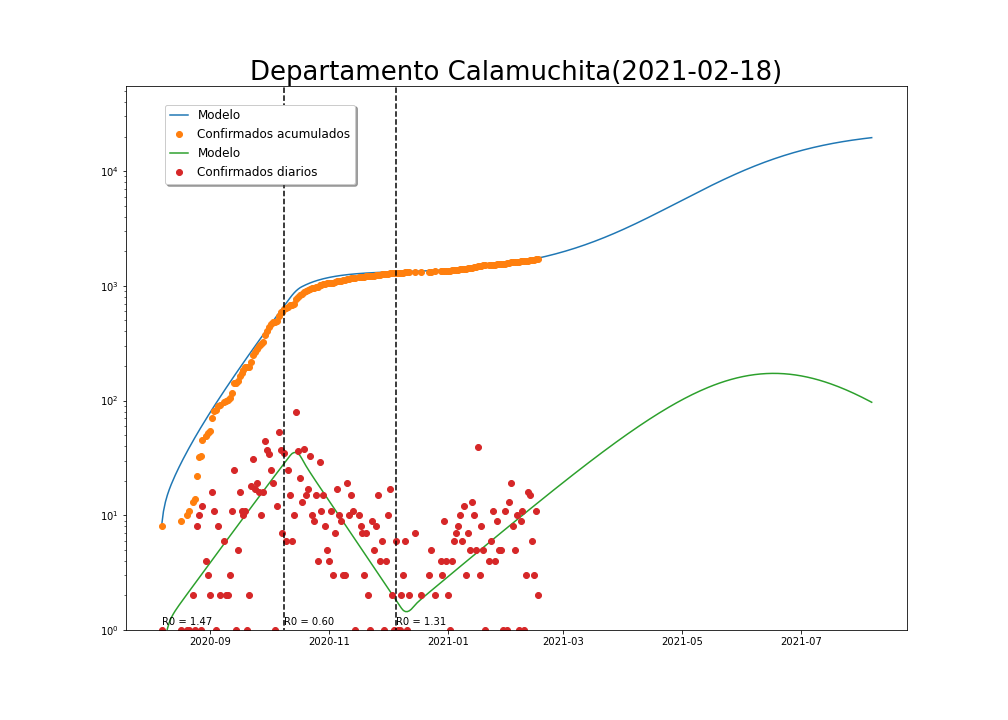 Departamento Calamuchita(2021-02-18)
Modelo
Confirmados acumulados
Modelo
Confirmados diarios
10⁴
10³
10²
10¹
10⁰
R0 = 1.47
R0 = 0.60
R0 = 1.31
2020-09
2020-11
2021-01
2021-03
2021-05
2021-07